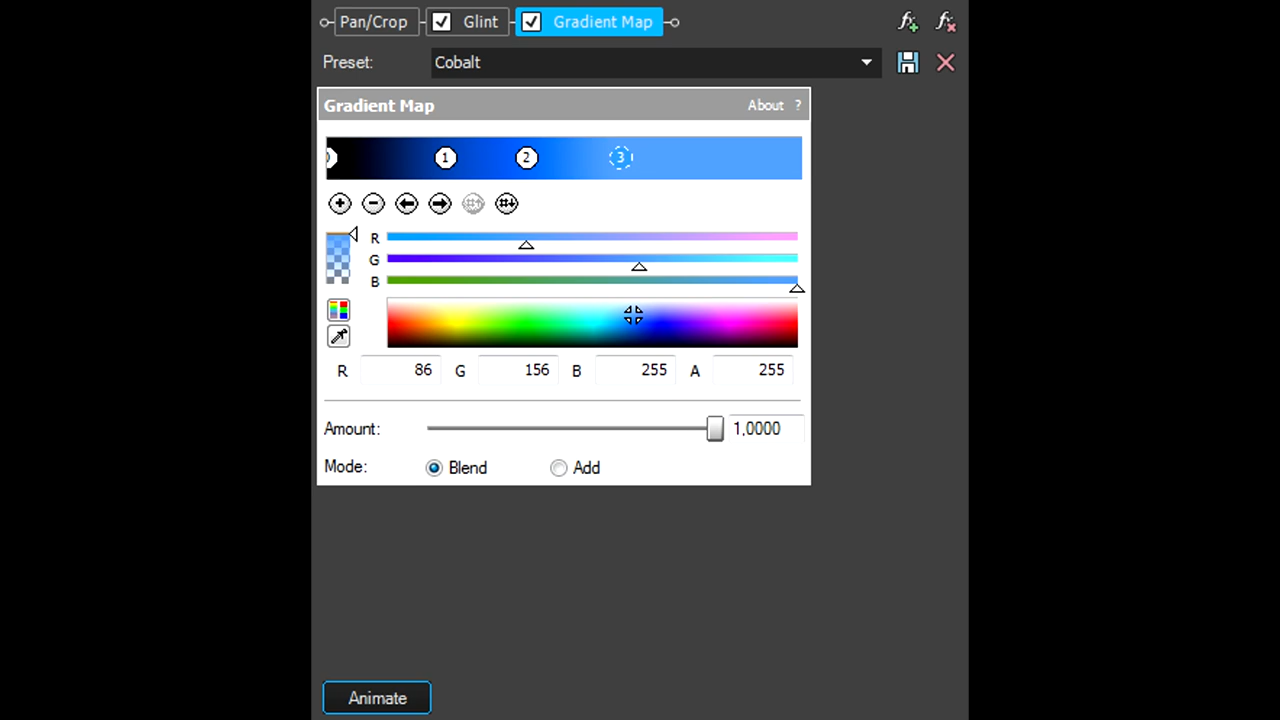 Pan/Crop Glint Gradient Map
Preset: Cobalt
Gradient Map About ?
1 2 3
R
G
B
R 86 G 156 B 255 A 255
Amount: 1,0000
Mode: Blend Add
Animate